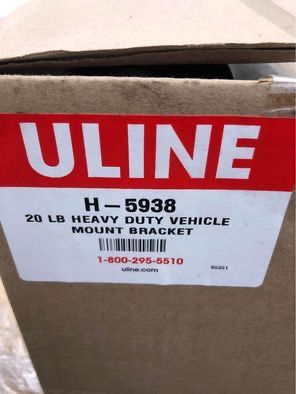 ULINE
H-5938
20 LB HEAVY DUTY VEHICLE
MOUNT BRACKET
1-800-295-5510
uline.com